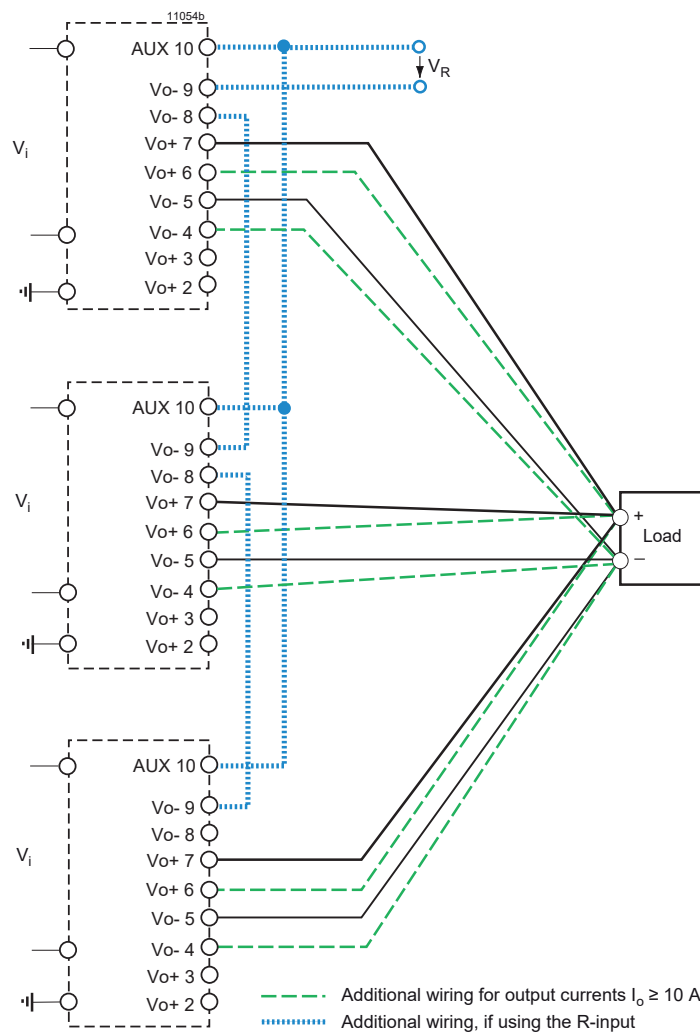 11054b
AUX 10
V_R
Vo- 9
Vo- 8
V_i
Vo+ 7
Vo+ 6
Vo- 5
Vo- 4
Vo+ 3
Vo+ 2
AUX 10
Vo- 9
Vo- 8
V_i
Vo+ 7
Vo+ 6
Vo- 5
Vo- 4
Vo+ 3
Vo+ 2
+
Load
–
AUX 10
Vo- 9
Vo- 8
V_i
Vo+ 7
Vo+ 6
Vo- 5
Vo- 4
Vo+ 3
Vo+ 2
Additional wiring for output currents I_o ≥ 10 A
Additional wiring, if using the R-input